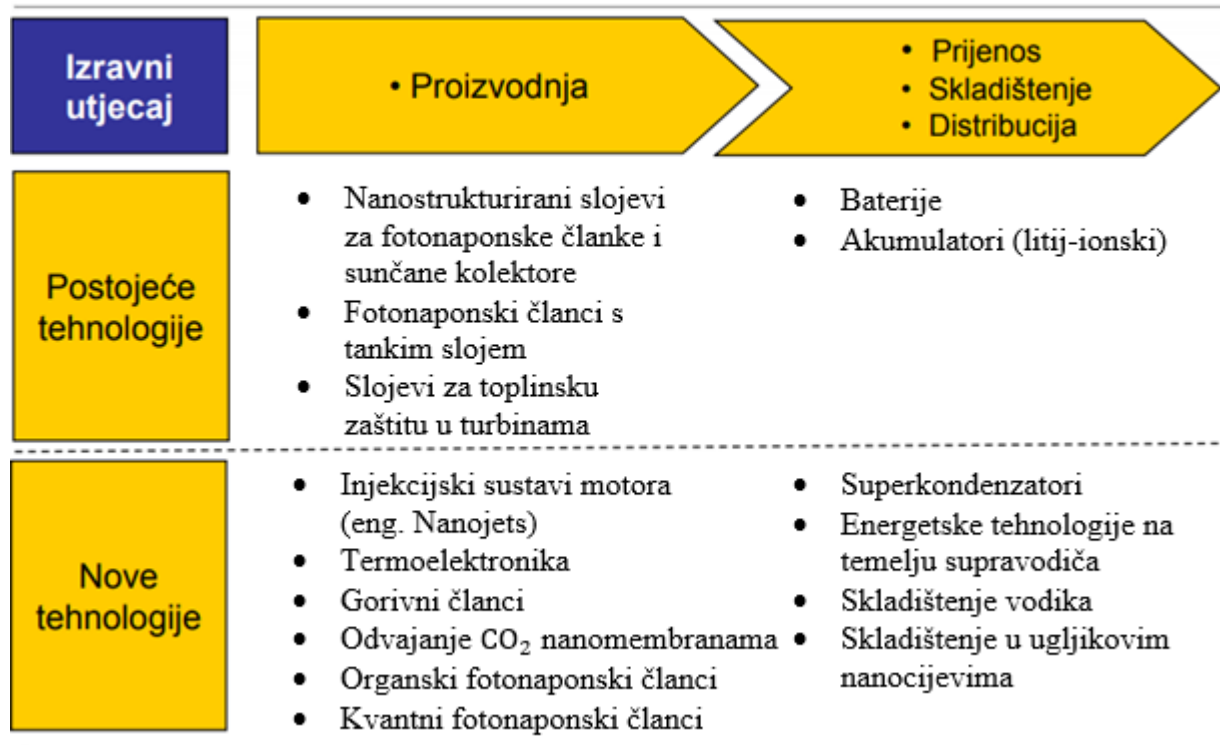 Izravni
utjecaj
• Proizvodnja
• Prijenos
• Skladištenje
• Distribucija
Postojeće
tehnologije
• Nanostrukturirani slojevi
za fotonaponske članke i
sunčane kolektore
• Fotonaponski članci s
tankim slojem
• Slojevi za toplinsku
zaštitu u turbinama
• Baterije
• Akumulatori (litij-ionski)
Nove
tehnologije
• Injekcijski sustavi motora
(eng. Nanojets)
• Termoelektronika
• Gorivni članci
• Odvajanje CO₂ nanomembranama
• Organski fotonaponski članci
• Kvantni fotonaponski članci
• Superkondenzatori
• Energetske tehnologije na
temelju supravodiča
• Skladištenje vodika
• Skladištenje u ugljikovim
nanocijevima